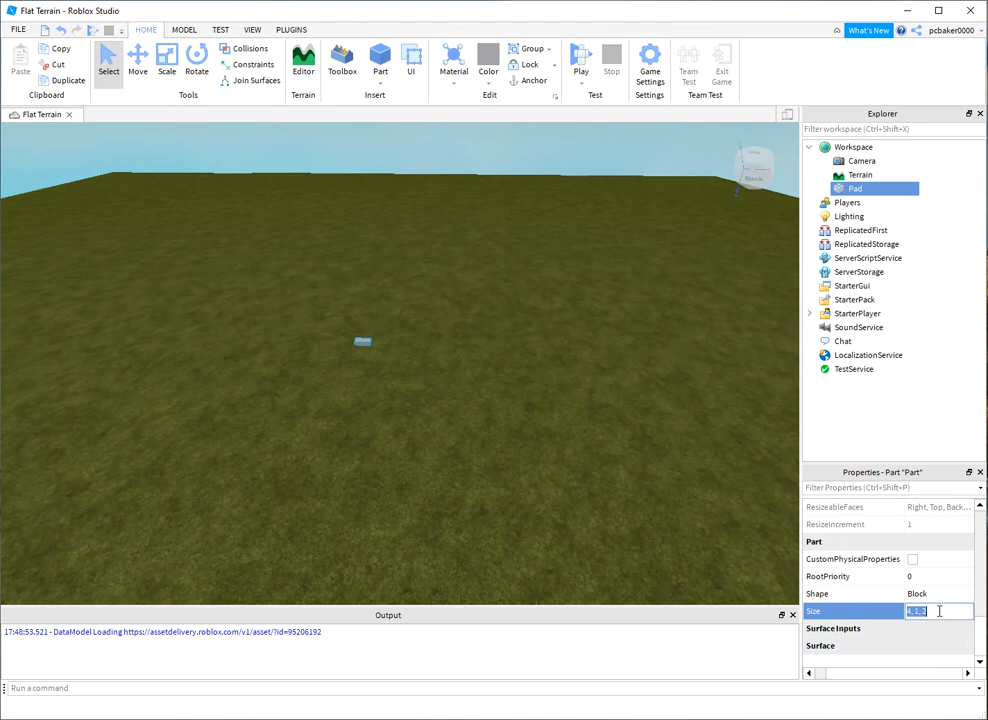 Flat Terrain - Roblox Studio
FILE HOME MODEL TEST VIEW PLUGINS What's New pcbaker0000
Paste Copy Cut Duplicate Select Move Scale Rotate Collisions Constraints Join Surfaces Editor Toolbox Part UI Material Color Group Lock Anchor Play Stop Game Settings Team Test Exit Game
Clipboard Tools Terrain Insert Edit Test Settings Team Test
Flat Terrain
Explorer
Filter workspace (Ctrl+Shift+X)
Workspace
Camera
Terrain
Pad
Players
Lighting
ReplicatedFirst
ReplicatedStorage
ServerScriptService
ServerStorage
StarterGui
StarterPack
StarterPlayer
SoundService
Chat
LocalizationService
TestService
Properties - Part "Part"
Filter Properties (Ctrl+Shift+P)
ResizeableFaces Right, Top, Back...
ResizeIncrement 1
Part
CustomPhysicalProperties
RootPriority 0
Shape Block
Size 4, 1, 2
Surface Inputs
Surface
Output
17:48:53.521 - DataModel Loading https://assetdelivery.roblox.com/v1/asset/?id=95206192
Run a command